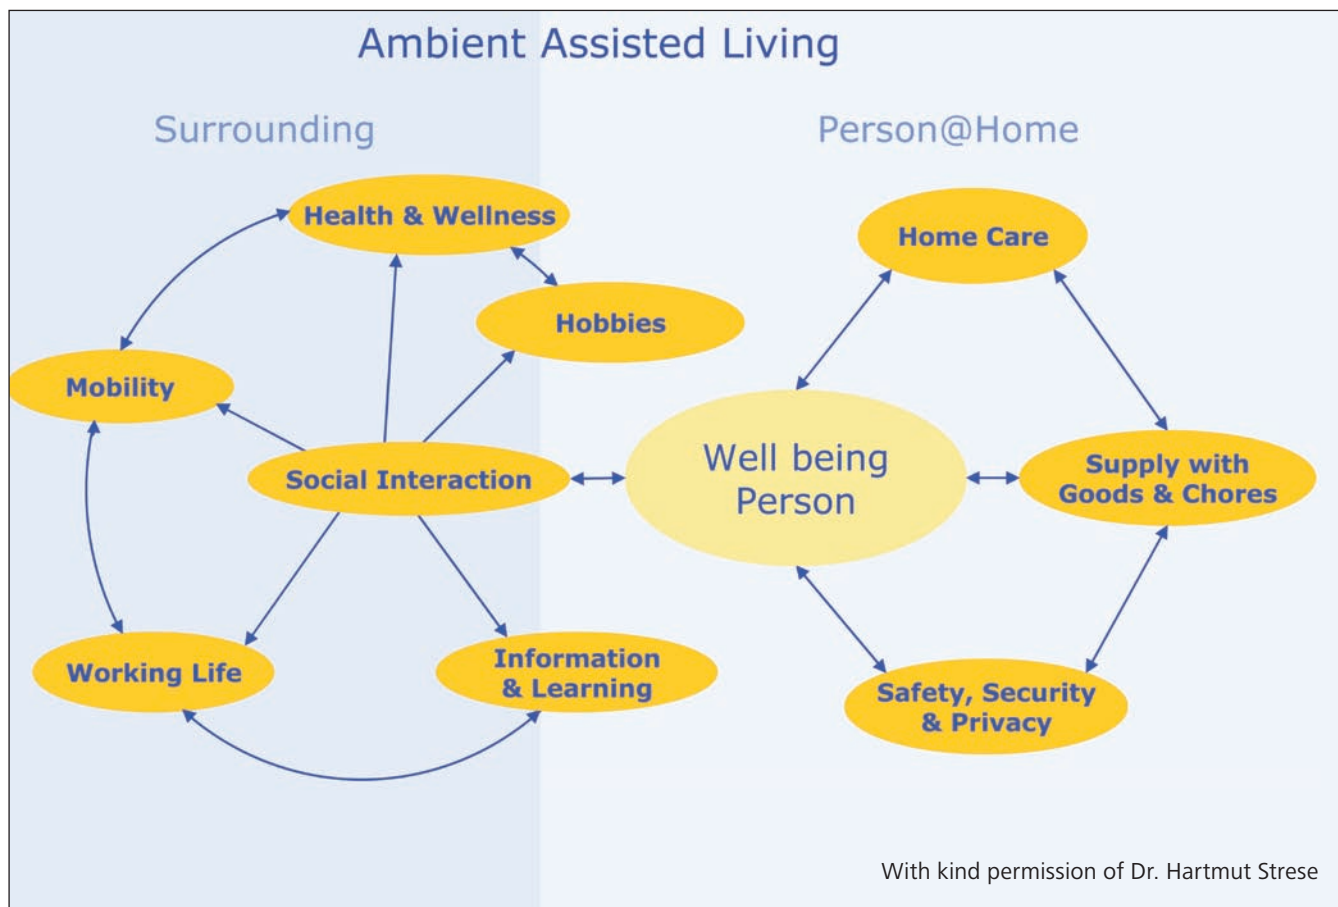 Ambient Assisted Living
Surrounding
Person@Home
Health & Wellness
Home Care
Hobbies
Mobility
Well being
Person
Social Interaction
Supply with
Goods & Chores
Working Life
Information
& Learning
Safety, Security
& Privacy
With kind permission of Dr. Hartmut Strese